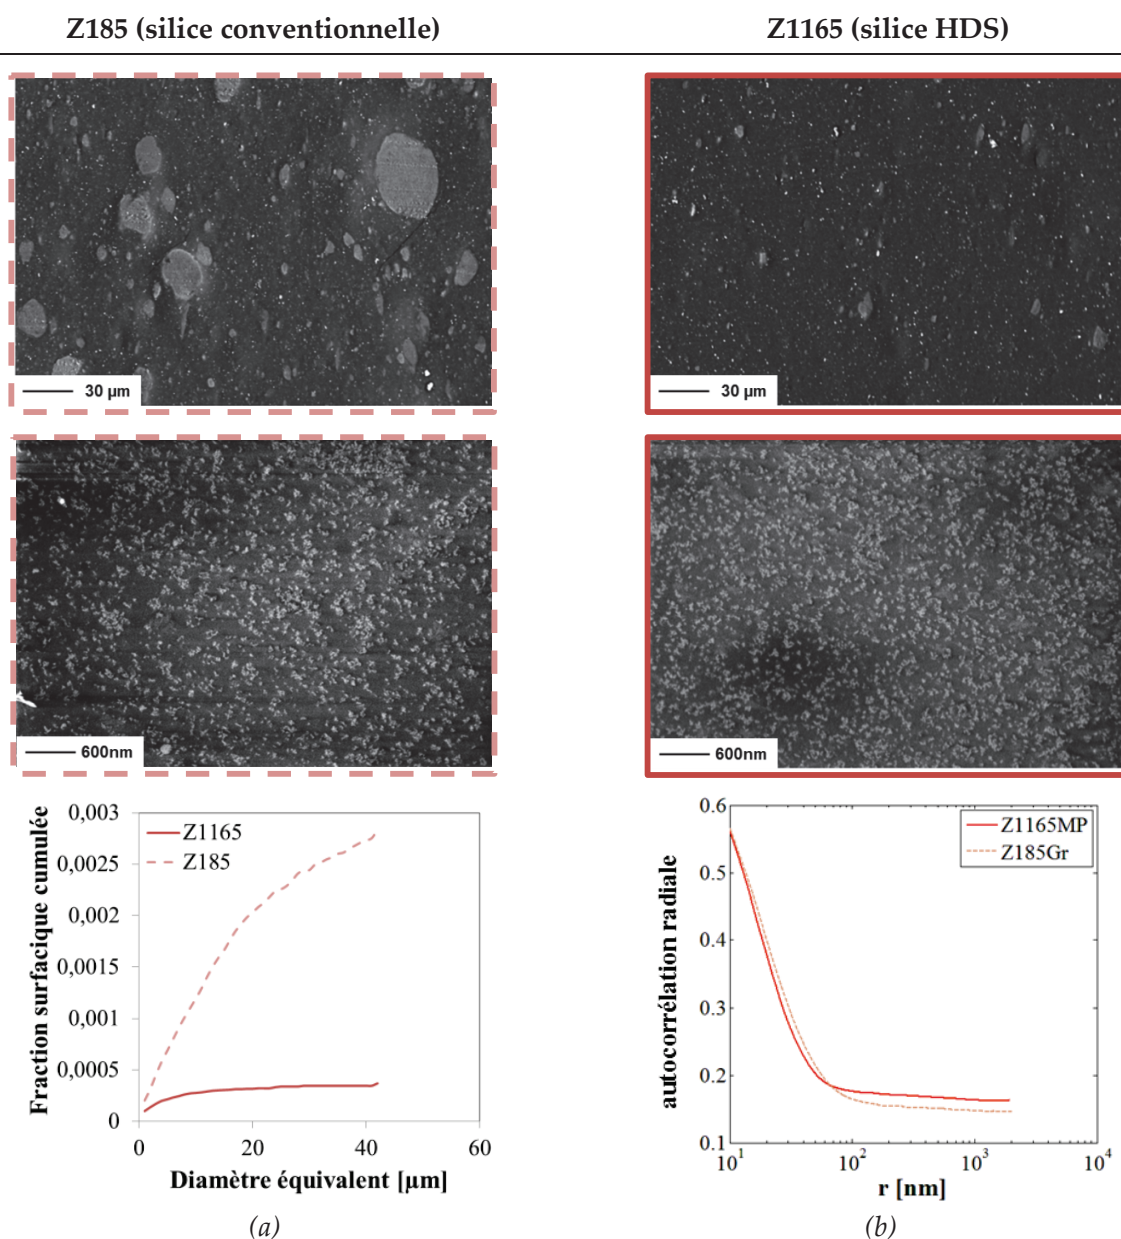 Z185 (silice conventionnelle)
Z1165 (silice HDS)
30 µm
30 µm
600nm
600nm
Fraction surfacique cumulée
0,003
0,0025
0,002
0,0015
0,001
0,0005
0
Z1165
Z185
0
20
40
60
Diamètre équivalent [µm]
(a)
autocorrélation radiale
0.6
0.5
0.4
0.3
0.2
0.1
Z1165MP
Z185Gr
10¹
10²
10³
10⁴
r [nm]
(b)